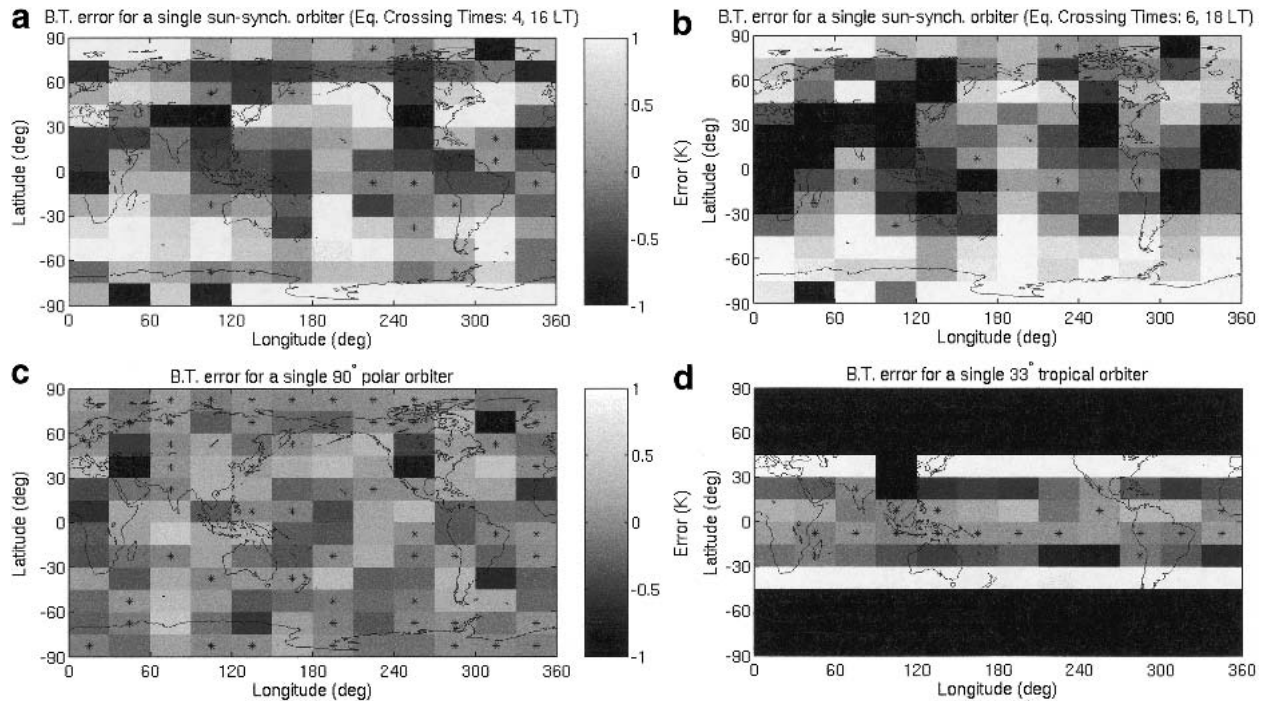 a
B.T. error for a single sun-synch. orbiter (Eq. Crossing Times: 4, 16 LT)
90
60
30
0
-30
-60
-90
Latitude (deg)
0 60 120 180 240 300 360
Longitude (deg)
1
0.5
0
-0.5
-1
Error (K)
b
B.T. error for a single sun-synch. orbiter (Eq. Crossing Times: 6, 18 LT)
90
60
30
0
-30
-60
-90
Latitude (deg)
0 60 120 180 240 300 360
Longitude (deg)
c
B.T. error for a single 90° polar orbiter
90
60
30
0
-30
-60
-90
Latitude (deg)
0 60 120 180 240 300 360
Longitude (deg)
1
0.5
0
-0.5
-1
Error (K)
d
B.T. error for a single 33° tropical orbiter
90
60
30
0
-30
-60
-90
Latitude (deg)
0 60 120 180 240 300 360
Longitude (deg)